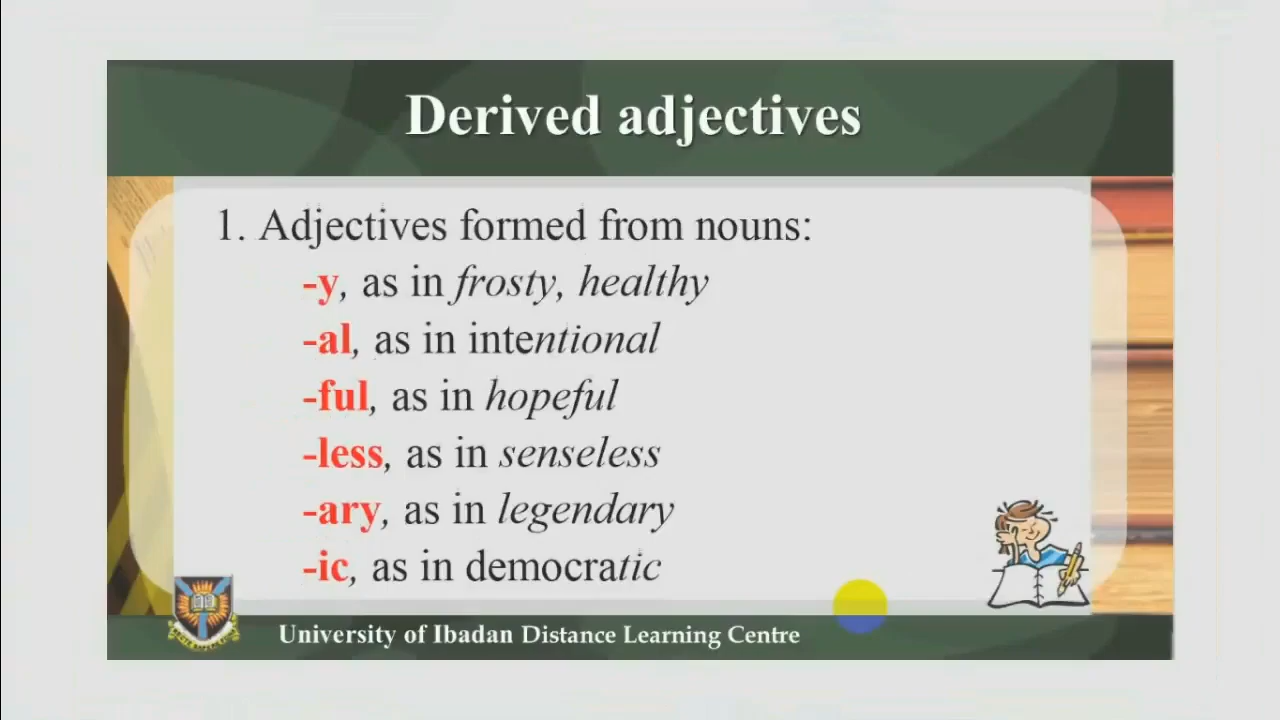 Derived adjectives
1. Adjectives formed from nouns:
-y, as in frosty, healthy
-al, as in intentional
-ful, as in hopeful
-less, as in senseless
-ary, as in legendary
-ic, as in democratic
University of Ibadan Distance Learning Centre